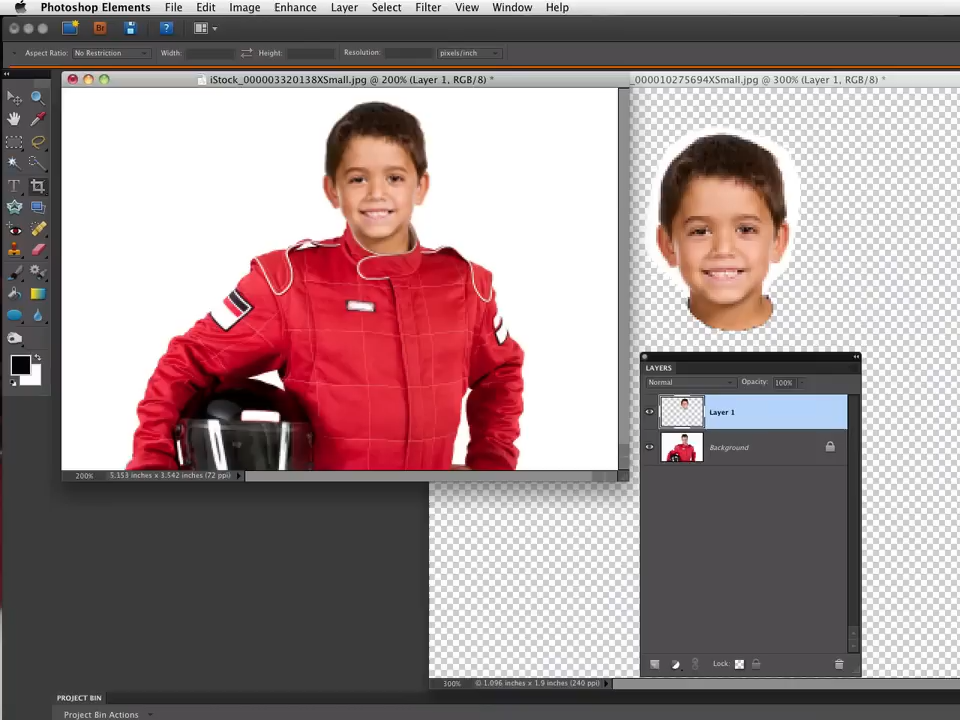 Photoshop Elements File Edit Image Enhance Layer Select Filter View Window Help
Br ?
Aspect Ratio: No Restriction Width: Height: Resolution: pixels/inch
iStock_000003320138XSmall.jpg @ 200% (Layer 1, RGB/8) *
_000010275694XSmall.jpg @ 300% (Layer 1, RGB/8) *
T
LAYERS
Normal Opacity: 100%
Layer 1
Background
200% 5.153 inches x 3.542 inches (72 ppi)
Lock:
300% © 1.096 inches x 1.9 inches (240 ppi)
PROJECT BIN
Project Bin Actions